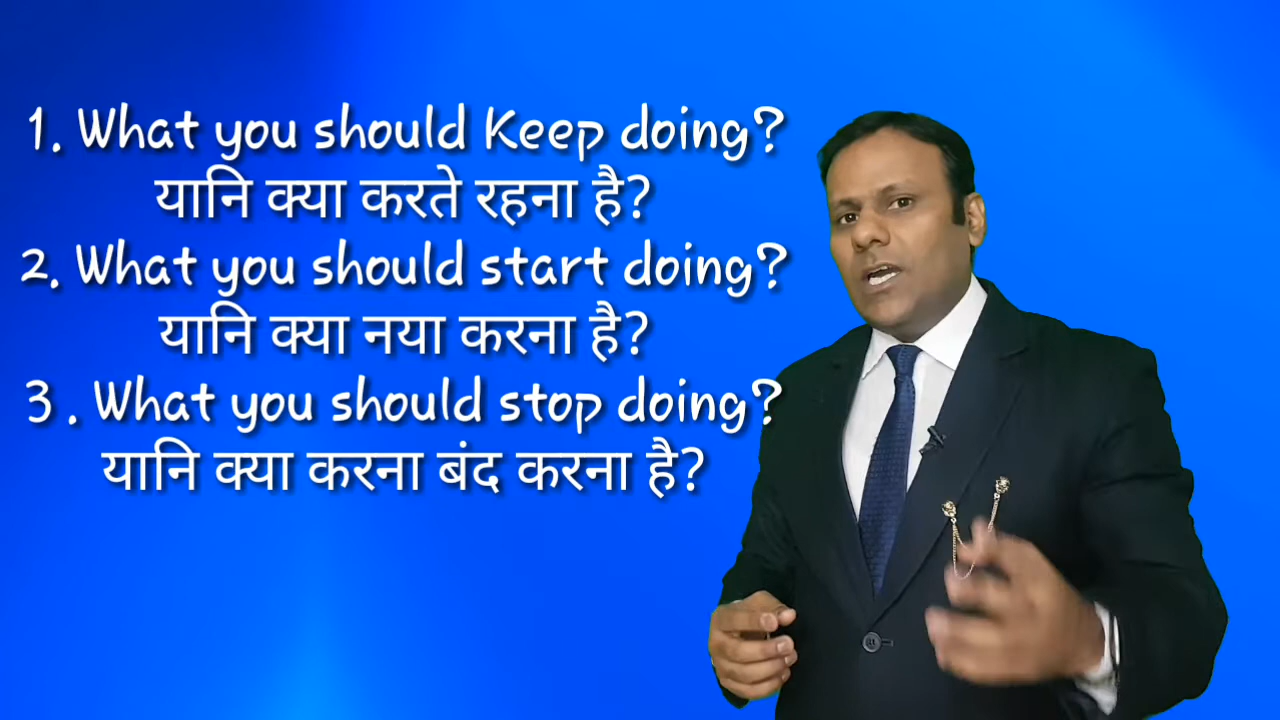 1. What you should Keep doing?
यानि क्या करते रहना है?
2. What you should start doing?
यानि क्या नया करना है?
3. What you should stop doing?
यानि क्या करना बंद करना है?